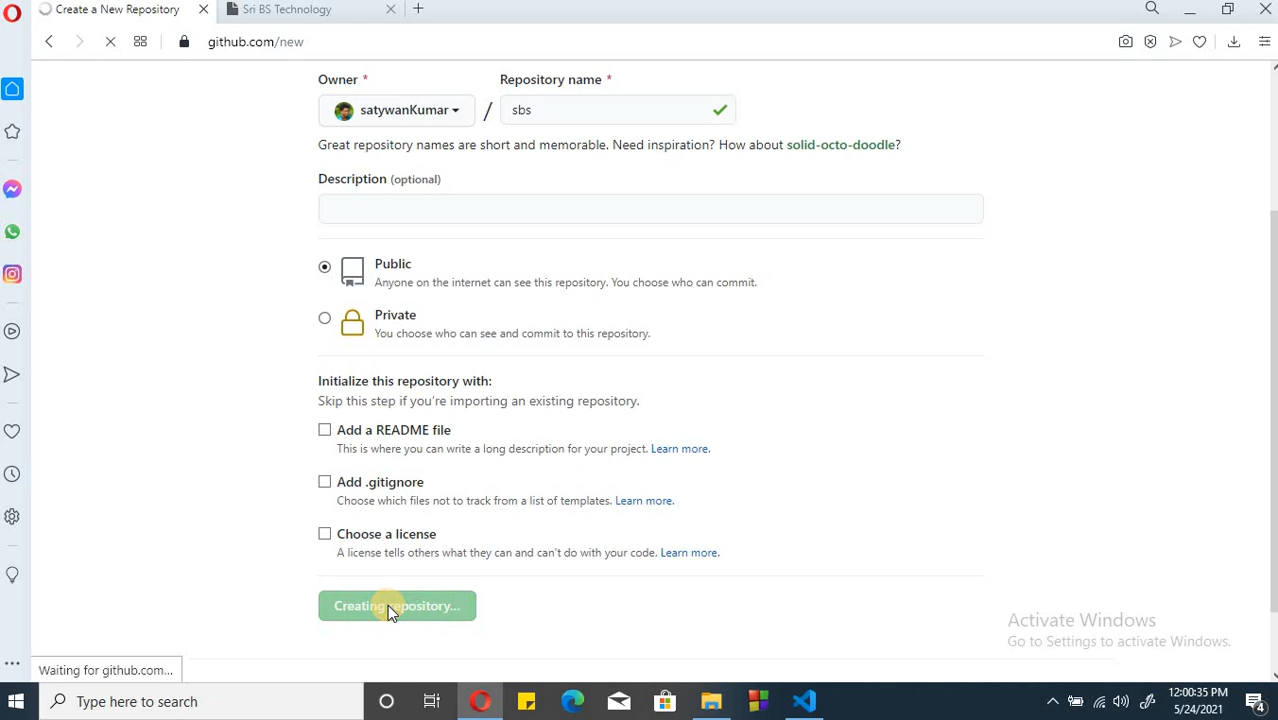 Create a New Repository
Sri BS Technology
github.com/new
Owner *
Repository name *
satywanKumar
/
sbs
Great repository names are short and memorable. Need inspiration? How about solid-octo-doodle?
Description (optional)
Public
Anyone on the internet can see this repository. You choose who can commit.
Private
You choose who can see and commit to this repository.
Initialize this repository with:
Skip this step if you're importing an existing repository.
Add a README file
This is where you can write a long description for your project. Learn more.
Add .gitignore
Choose which files not to track from a list of templates. Learn more.
Choose a license
A license tells others what they can and can't do with your code. Learn more.
Creating repository...
Activate Windows
Go to Settings to activate Windows.
Waiting for github.com...
Type here to search
12:00:35 PM
5/24/2021
4